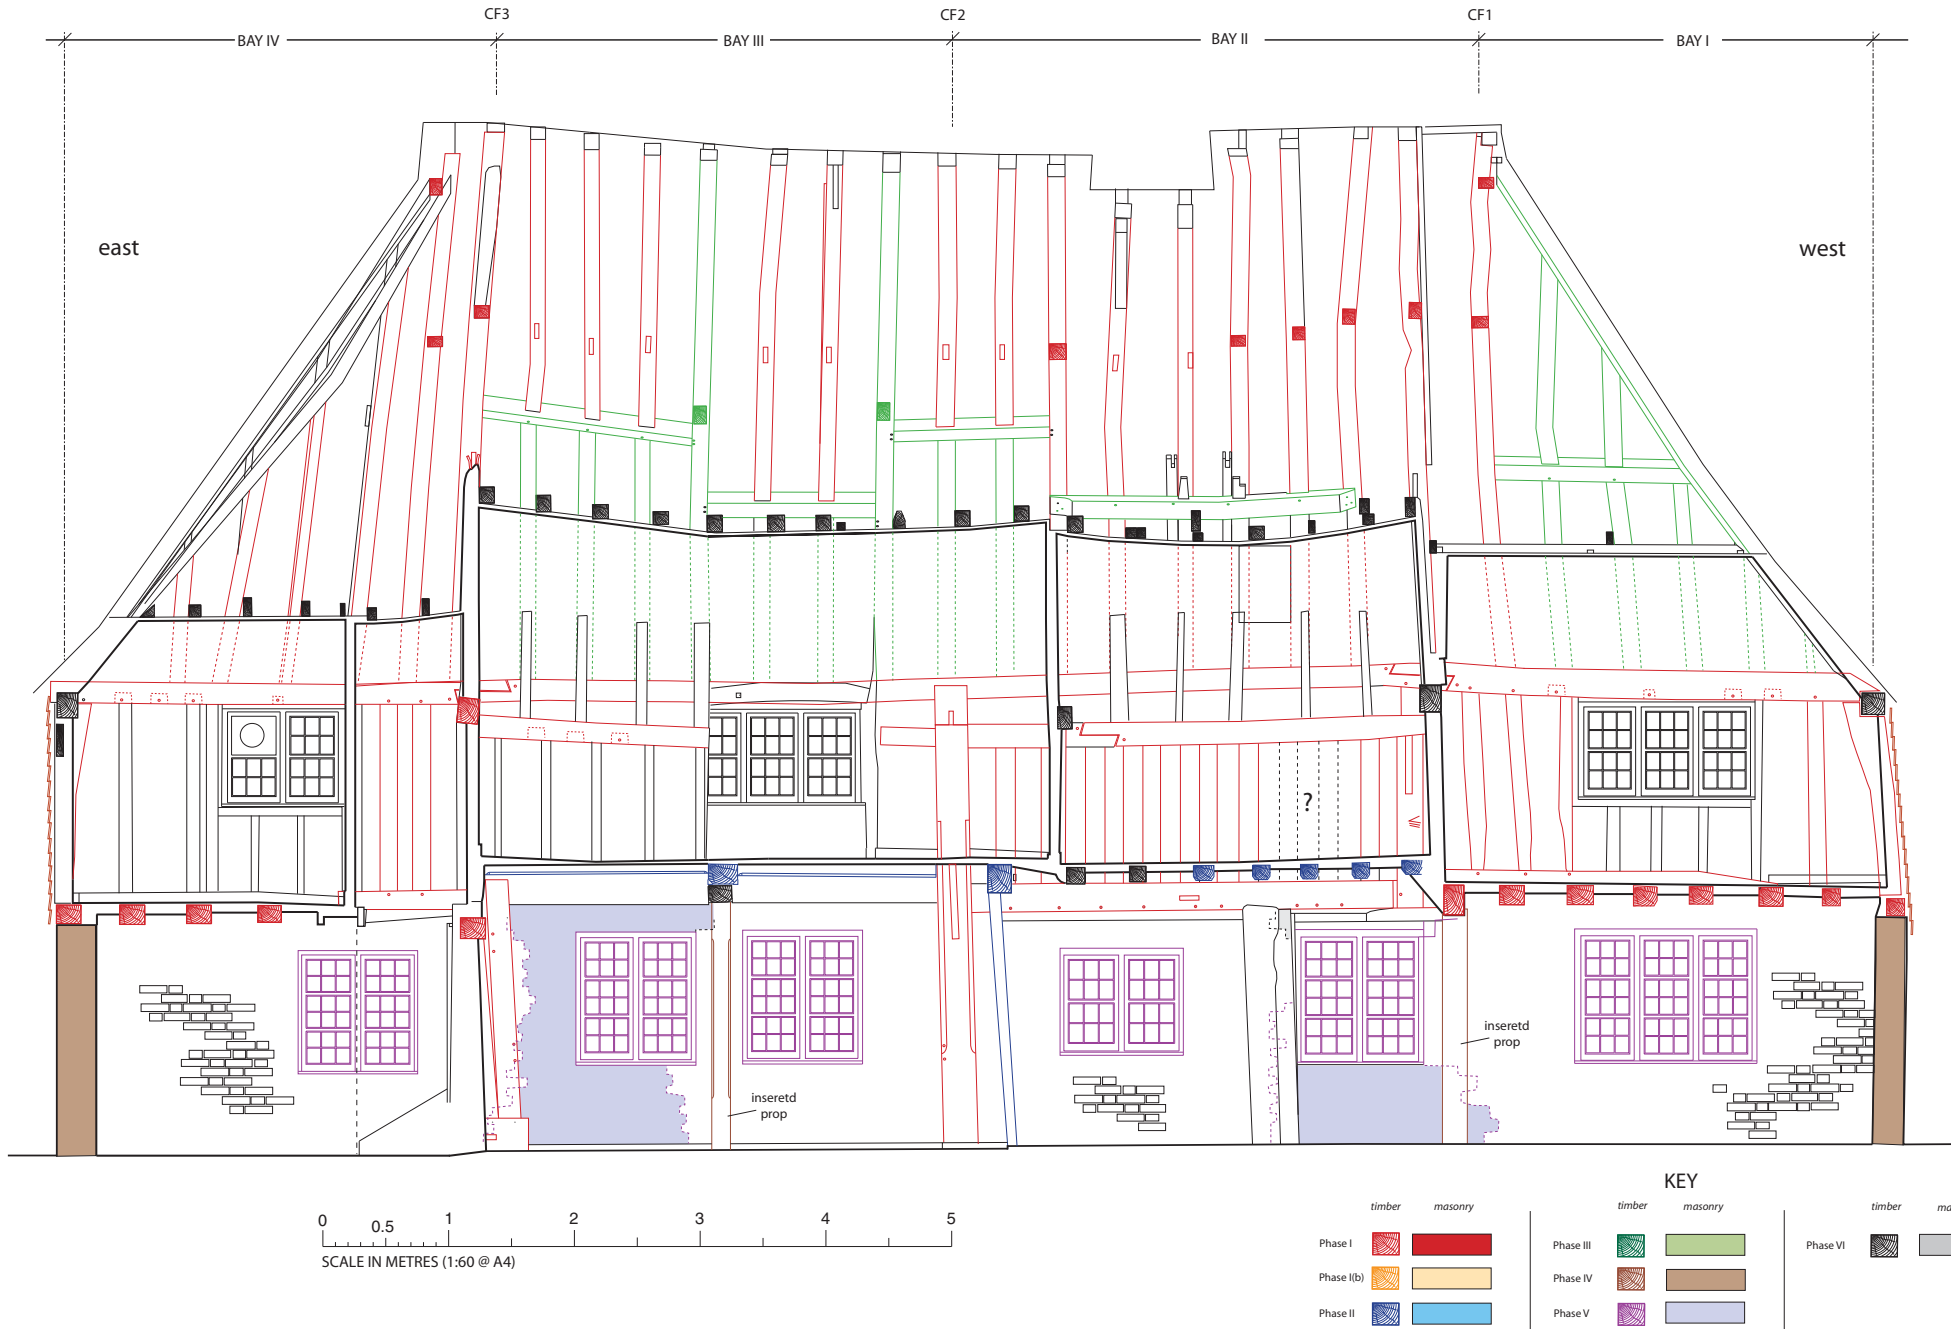 CF3 CF2 CF1
BAY IV BAY III BAY II BAY I
east west
?
inseretd
prop
inseretd
prop
0 0.5 1 2 3 4 5
SCALE IN METRES (1:60 @ A4)
KEY
timber masonry timber masonry timber ma
Phase I Phase III Phase VI
Phase I(b) Phase IV
Phase II Phase V